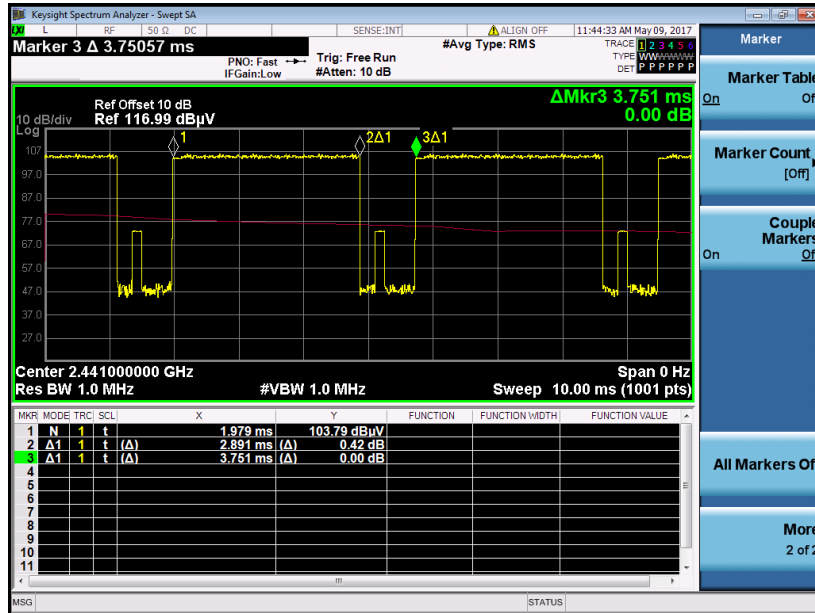 Keysight Spectrum Analyzer - Swept SA
LXI L RF 50 Ω DC SENSE:INT ALIGN OFF 11:44:33 AM May 09, 2017
Marker 3 Δ 3.75057 ms
PNO: Fast
IFGain:Low
Trig: Free Run
#Atten: 10 dB
#Avg Type: RMS
TRACE 1 2 3 4 5 6
TYPE WWWWWW
DET P P P P P P
ΔMkr3 3.751 ms
0.00 dB
Ref Offset 10 dB
10 dB/div Ref 116.99 dBµV
Log
1 2Δ1 3Δ1
107
97.0
87.0
77.0
67.0
57.0
47.0
37.0
27.0
Center 2.441000000 GHz Span 0 Hz
Res BW 1.0 MHz #VBW 1.0 MHz Sweep 10.00 ms (1001 pts)
MKR MODE TRC SCL X Y FUNCTION FUNCTION WIDTH FUNCTION VALUE
1 N 1 t 1.979 ms 103.79 dBµV
2 Δ1 1 t (Δ) 2.891 ms (Δ) 0.42 dB
3 Δ1 1 t (Δ) 3.751 ms (Δ) 0.00 dB
4
5
6
7
8
9
10
11
MSG STATUS
Marker
Marker Table
On Of
Marker Count
[Off]
Couple
Markers
On Of
All Markers Of
More
2 of 2